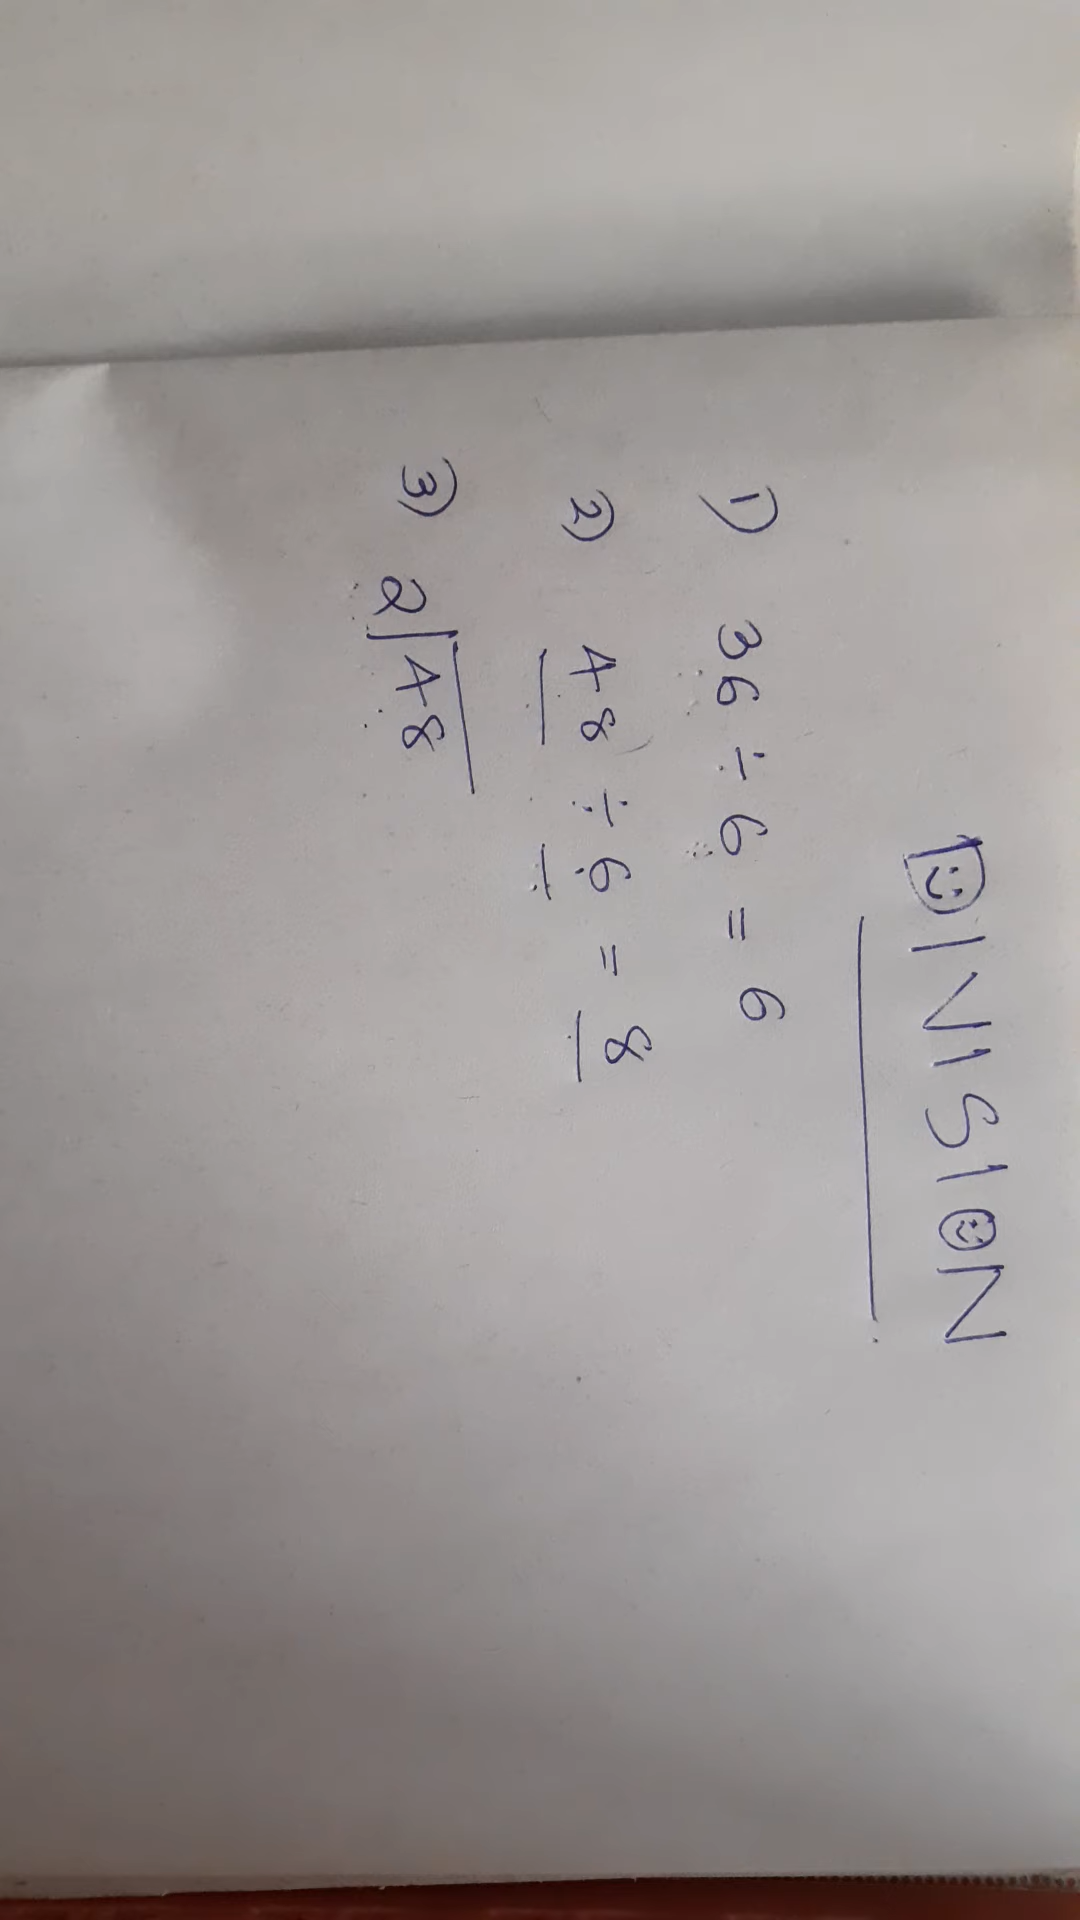 DIVISION
1) 36 ÷ 6 = 6
2) 48 ÷ 6 = 8
3) 2 48